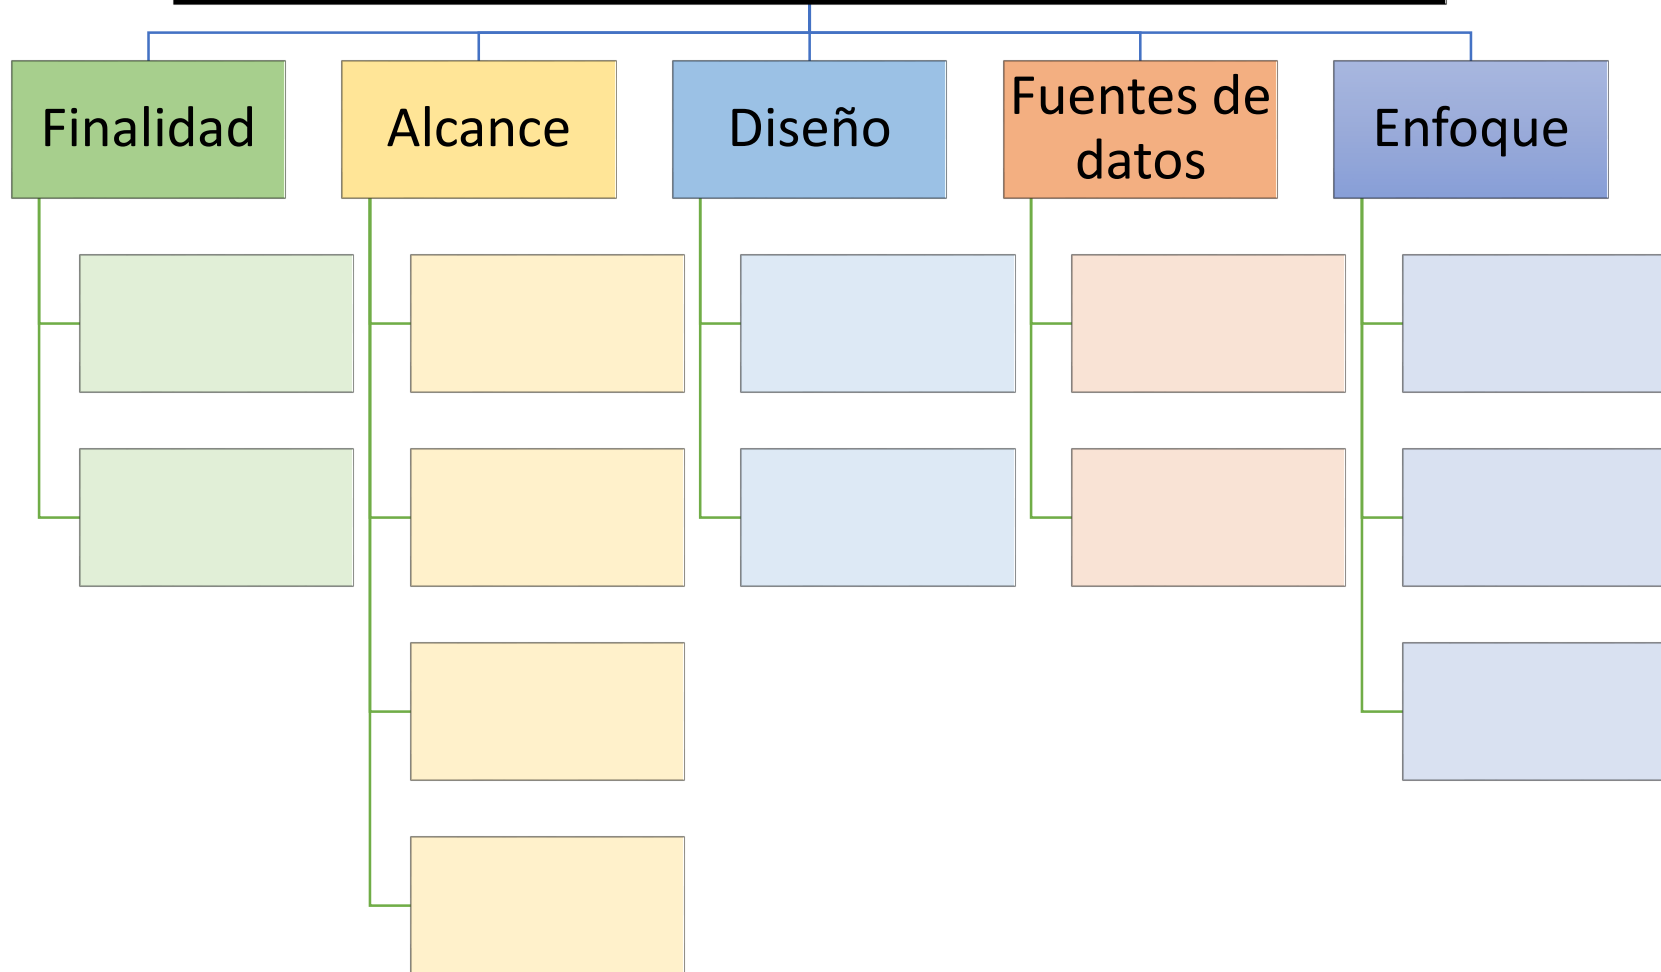 Finalidad
Alcance
Diseño
Fuentes de
datos
Enfoque